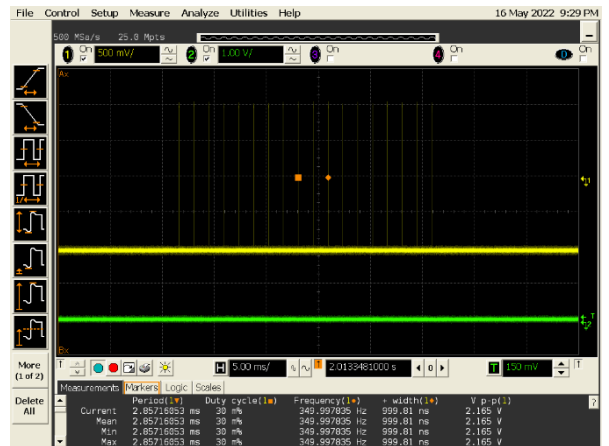 File Control Setup Measure Analyze Utilities Help 16 May 2022 9:29 PM
500 MSa/s 25.0 Mpts
1 On 500 mV/ 2 On 1.00 V/ 3 On 4 On On
Ax
Bx
More
(1 of 2)
Delete
All
H 5.00 ms/ 2.0133481000 s 0 T 150 mV
Measurements Markers Logic Scales
Period(1) Duty cycle(1) Frequency(1) + width(1) V p-p(1)
Current 2.85716053 ms 30 m% 349.997835 Hz 999.81 ns 2.165 V
Mean 2.85716053 ms 30 m% 349.997835 Hz 999.81 ns 2.165 V
Min 2.85716053 ms 30 m% 349.997835 Hz 999.81 ns 2.165 V
Max 2.85716053 ms 30 m% 349.997835 Hz 999.81 ns 2.165 V